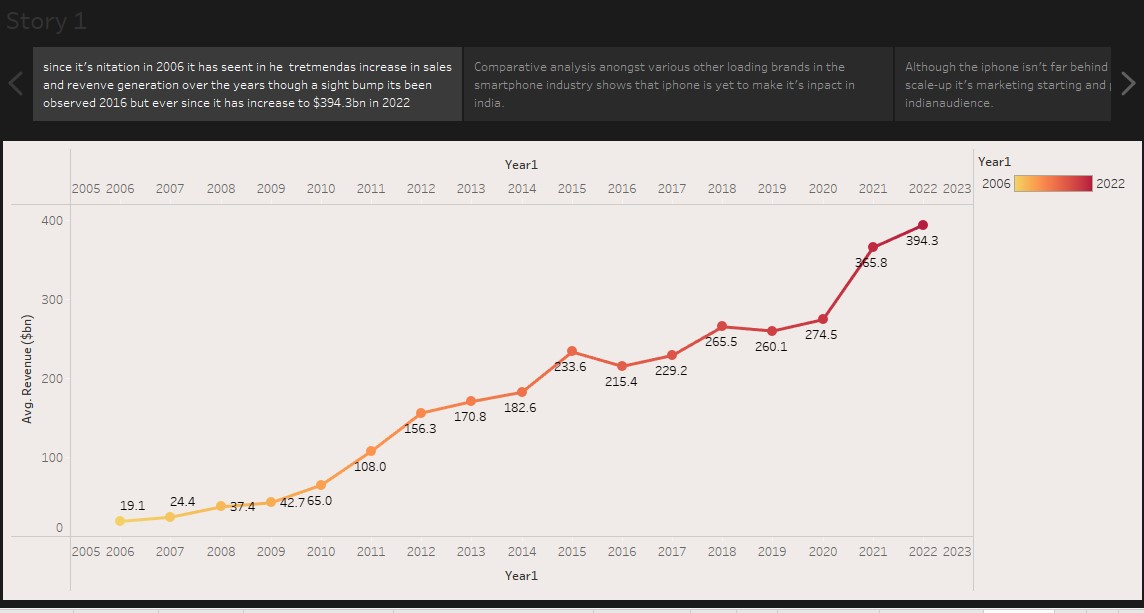 Story 1
since it's nitation in 2006 it has seent in he tretmendas increase in sales
and revenve generation over the years though a sight bump its been
observed 2016 but ever since it has increase to $394.3bn in 2022
Comparative analysis amongst various other loading brands in the
smartphone industry shows that iphone is yet to make it's inpact in
india.
Although the iphone isn't far behind
scale-up it's marketing starting and
indianaudience.
Year1
2005 2006 2007 2008 2009 2010 2011 2012 2013 2014 2015 2016 2017 2018 2019 2020 2021 2022 2023
Year1
2006 2022
Avg. Revenue ($bn)
400
300
200
100
0
19.1 24.4 37.4 42.7 65.0 108.0 156.3 170.8 182.6 233.6 215.4 229.2 265.5 260.1 274.5 365.8 394.3
2005 2006 2007 2008 2009 2010 2011 2012 2013 2014 2015 2016 2017 2018 2019 2020 2021 2022 2023
Year1